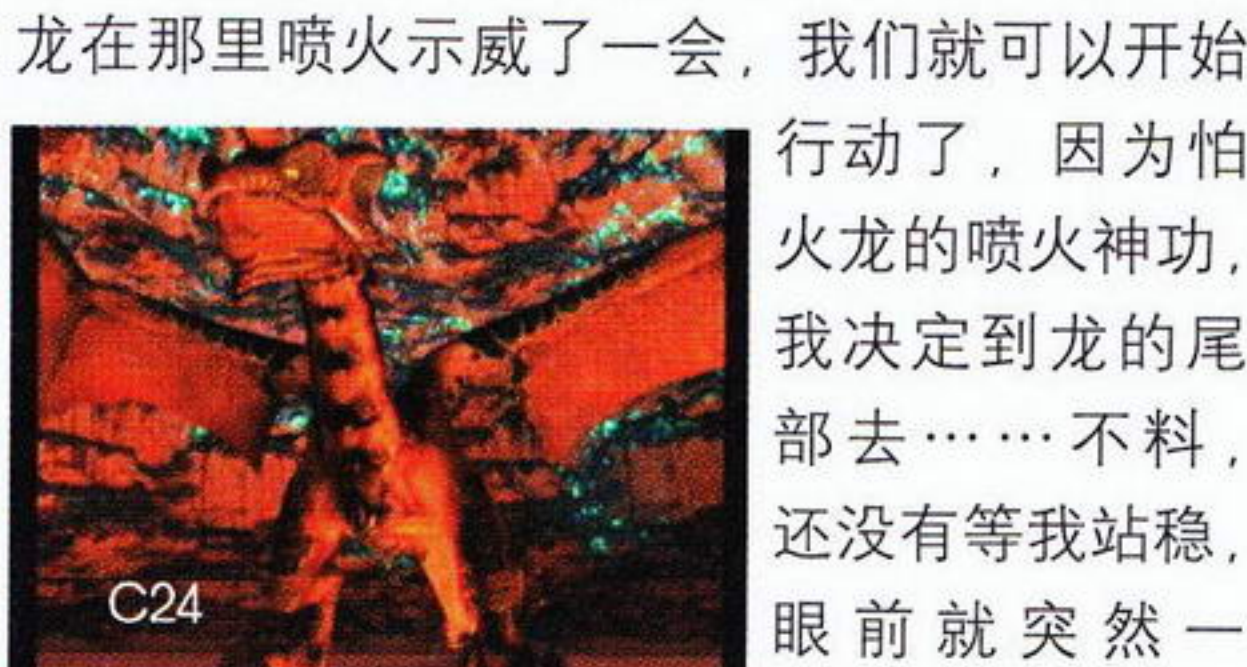 龙在那里喷火示威了一会，我们就可以开始
行动了，因为怕
火龙的喷火神功，
我决定到龙的尾
部去……不料，
还没有等我站稳，
眼前就突然一
C24